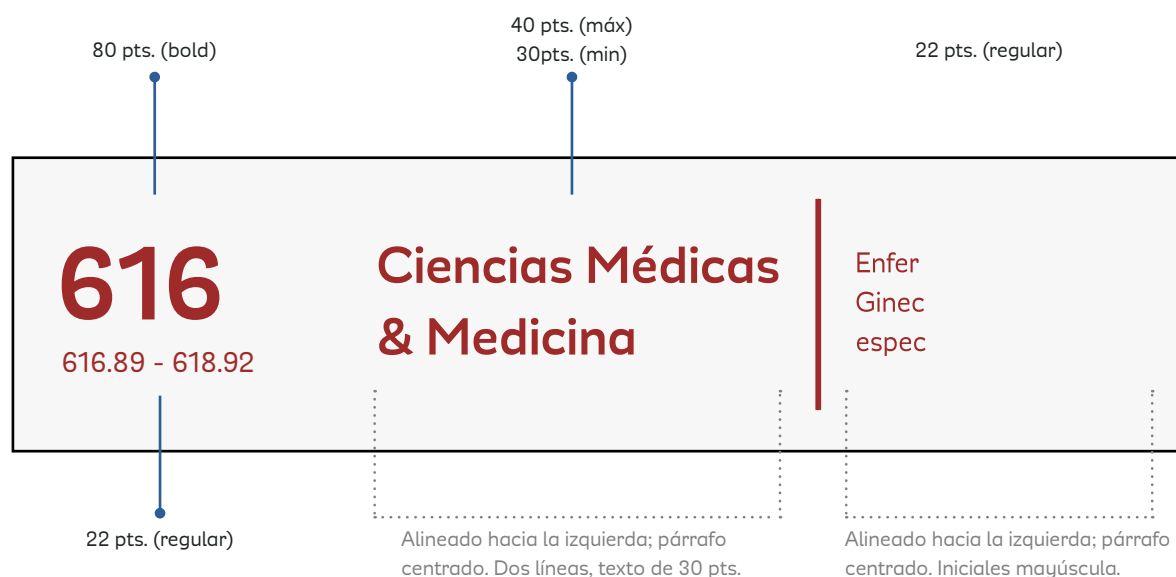 80 pts. (bold)
40 pts. (máx)
30pts. (min)
22 pts. (regular)
616
616.89 - 618.92
Ciencias Médicas
& Medicina
Enfer
Ginec
espec
22 pts. (regular)
Alineado hacia la izquierda; párrafo
centrado. Dos líneas, texto de 30 pts.
Alineado hacia la izquierda; párrafo
centrado. Iniciales mayúscula.